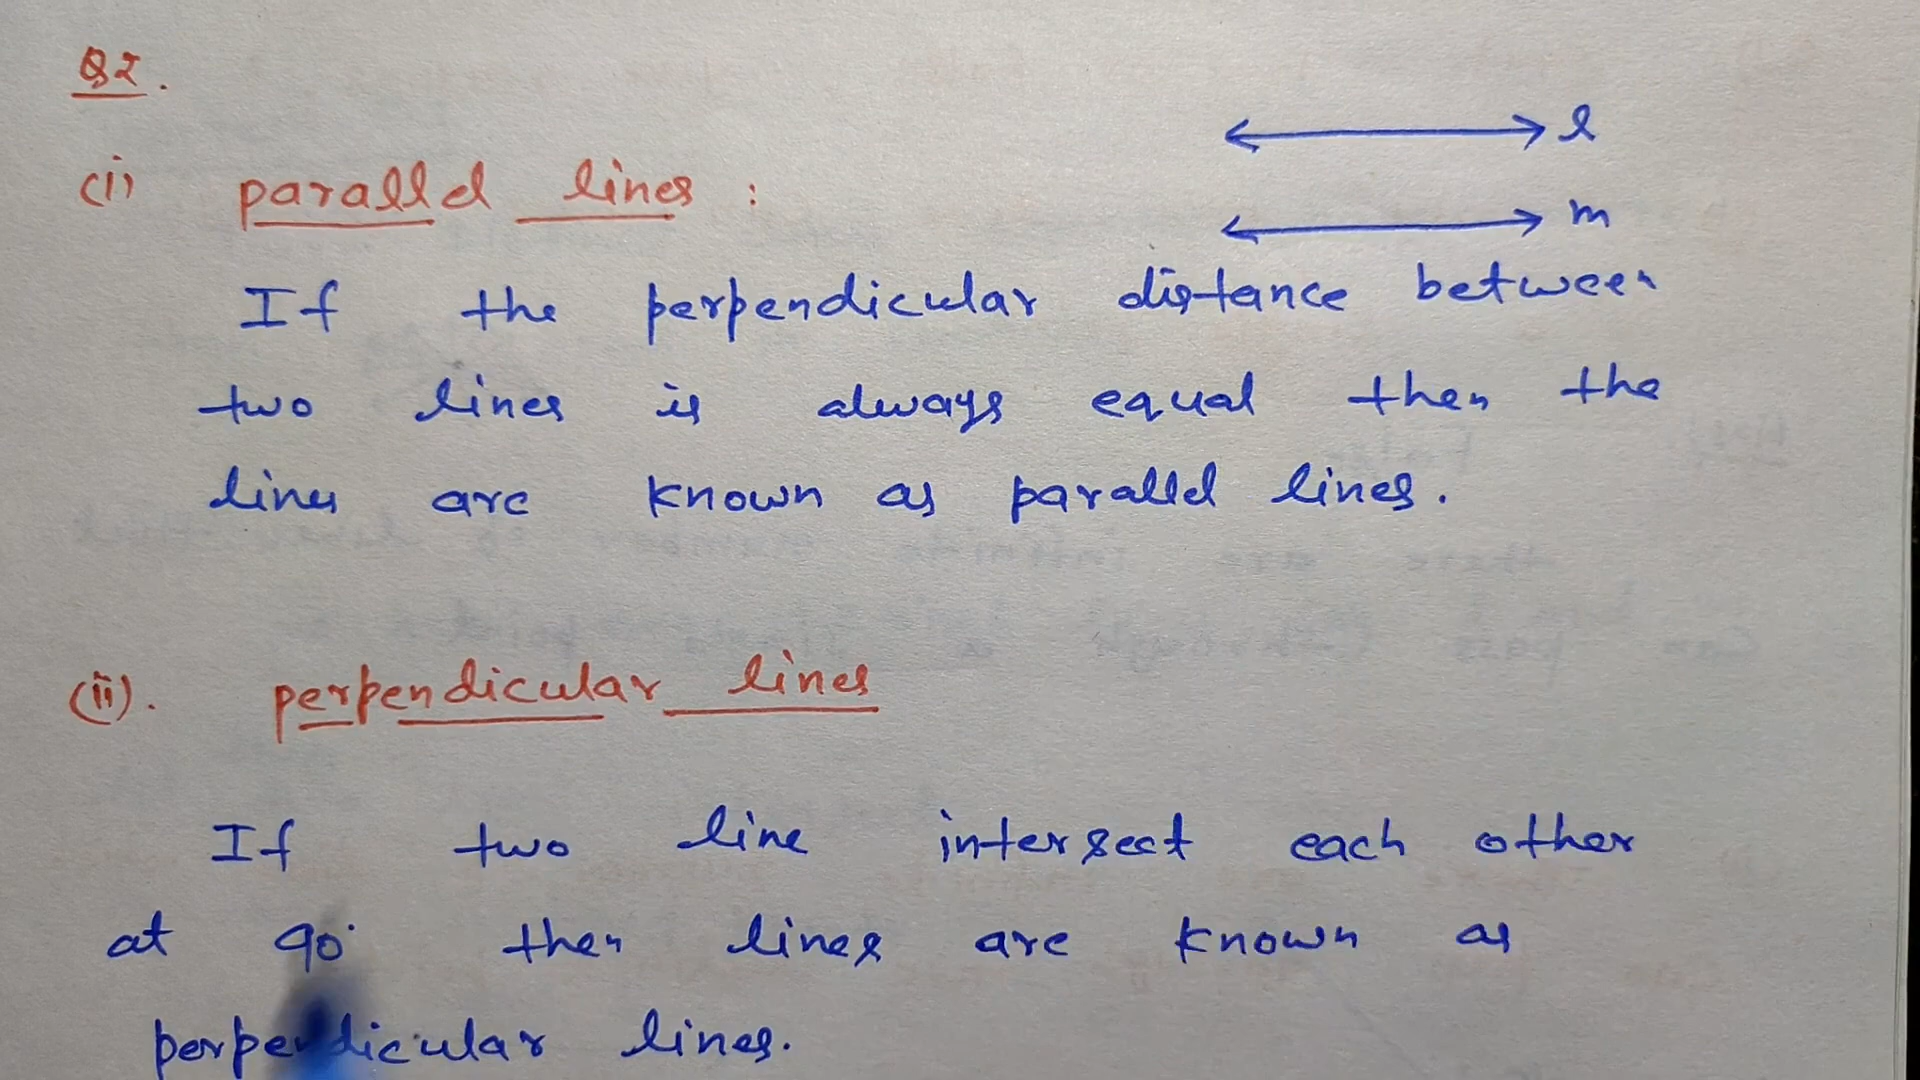 Q2.
l
(i) parallel lines :
m
If the perpendicular distance between
two lines is always equal then the
lines are known as parallel lines.
(ii). perpendicular lines
If two line intersect each other
at 90° then lines are known as
perpendicular lines.